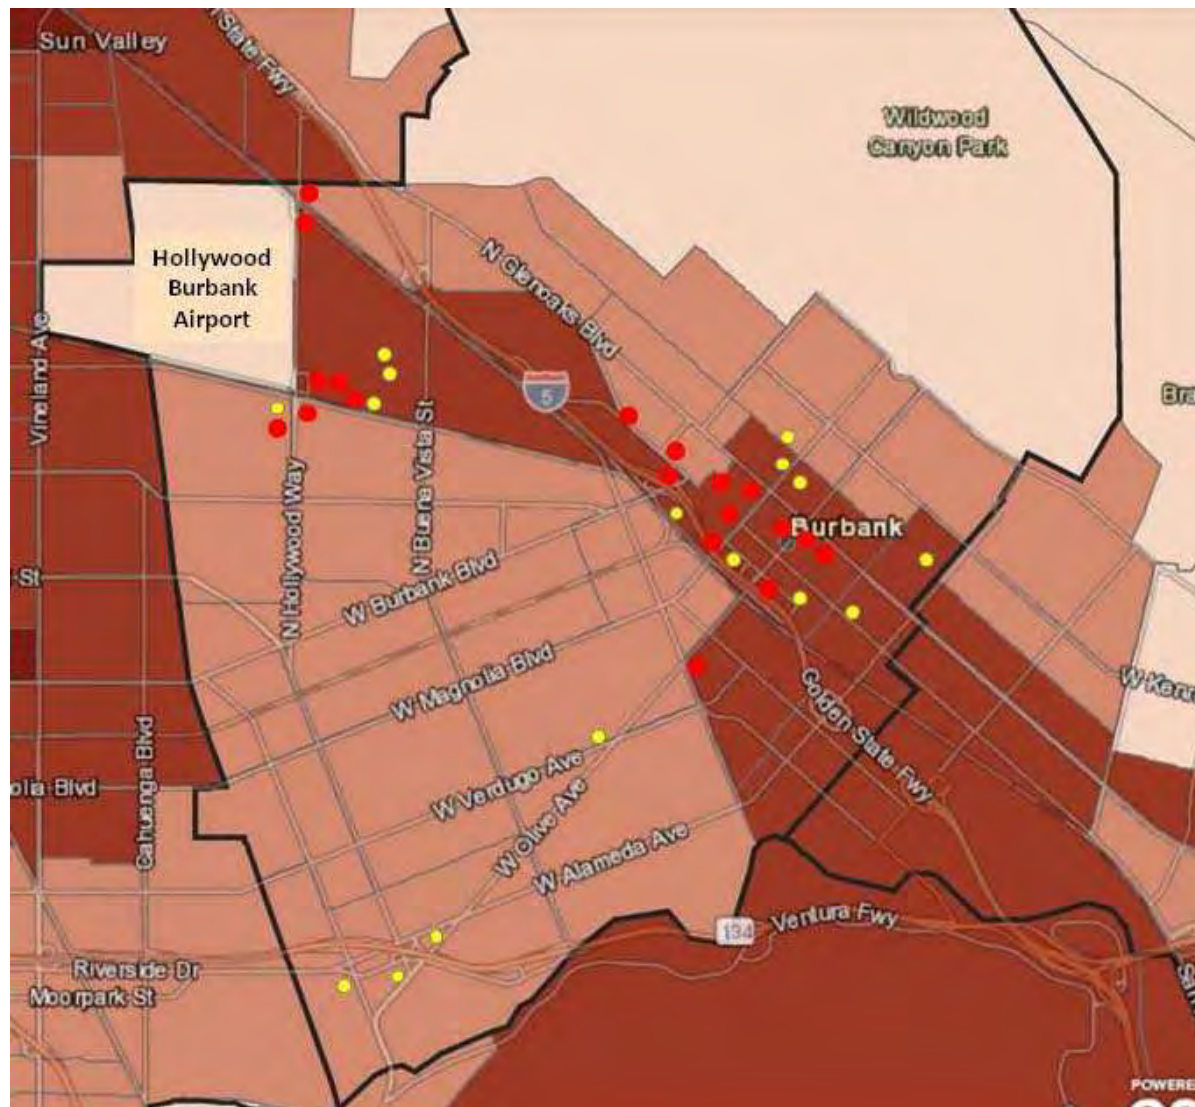 Sun Valley
State Fwy
Wildwood
Canyon Park
Hollywood
Burbank
Airport
N Glenoaks Blvd
Vineland Ave
5
Bra
N Buena Vista St
N Hollywood Way
Burbank
St
W Burbank Blvd
W Magnolia Blvd
W Kenn
Golden State Fwy
Cahuenga Blvd
olia Blvd
W Verdugo Ave
W Olive Ave
W Alameda Ave
Ventura Fwy
134
Riverside Dr
Moorpark St
San
POWERE